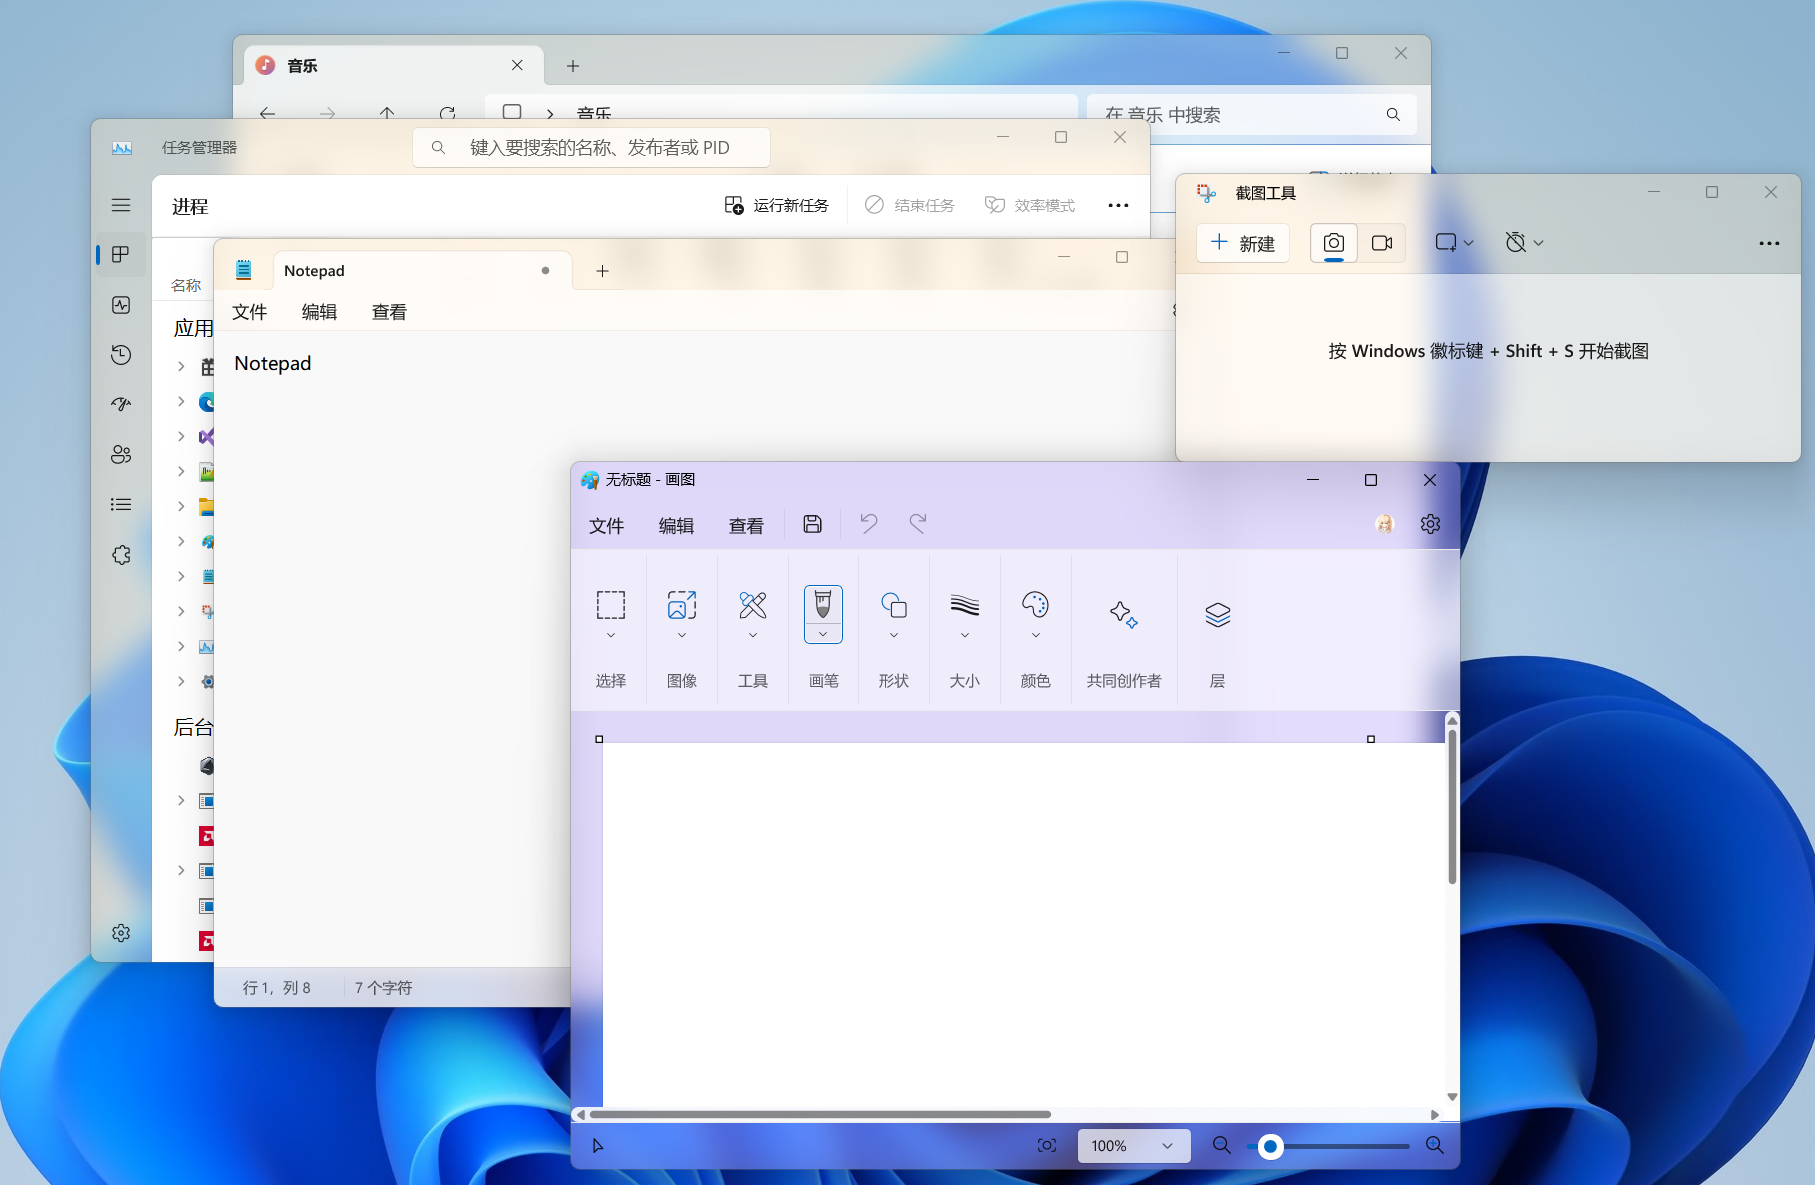 音乐
音乐
在 音乐 中搜索
任务管理器
键入要搜索的名称、发布者或 PID
进程
运行新任务
结束任务
效率模式
名称
应用
后台
Notepad
文件
编辑
查看
Notepad
行 1，列 8
7 个字符
截图工具
新建
按 Windows 徽标键 + Shift + S 开始截图
无标题 - 画图
文件
编辑
查看
选择
图像
工具
画笔
形状
大小
颜色
共同创作者
层
100%